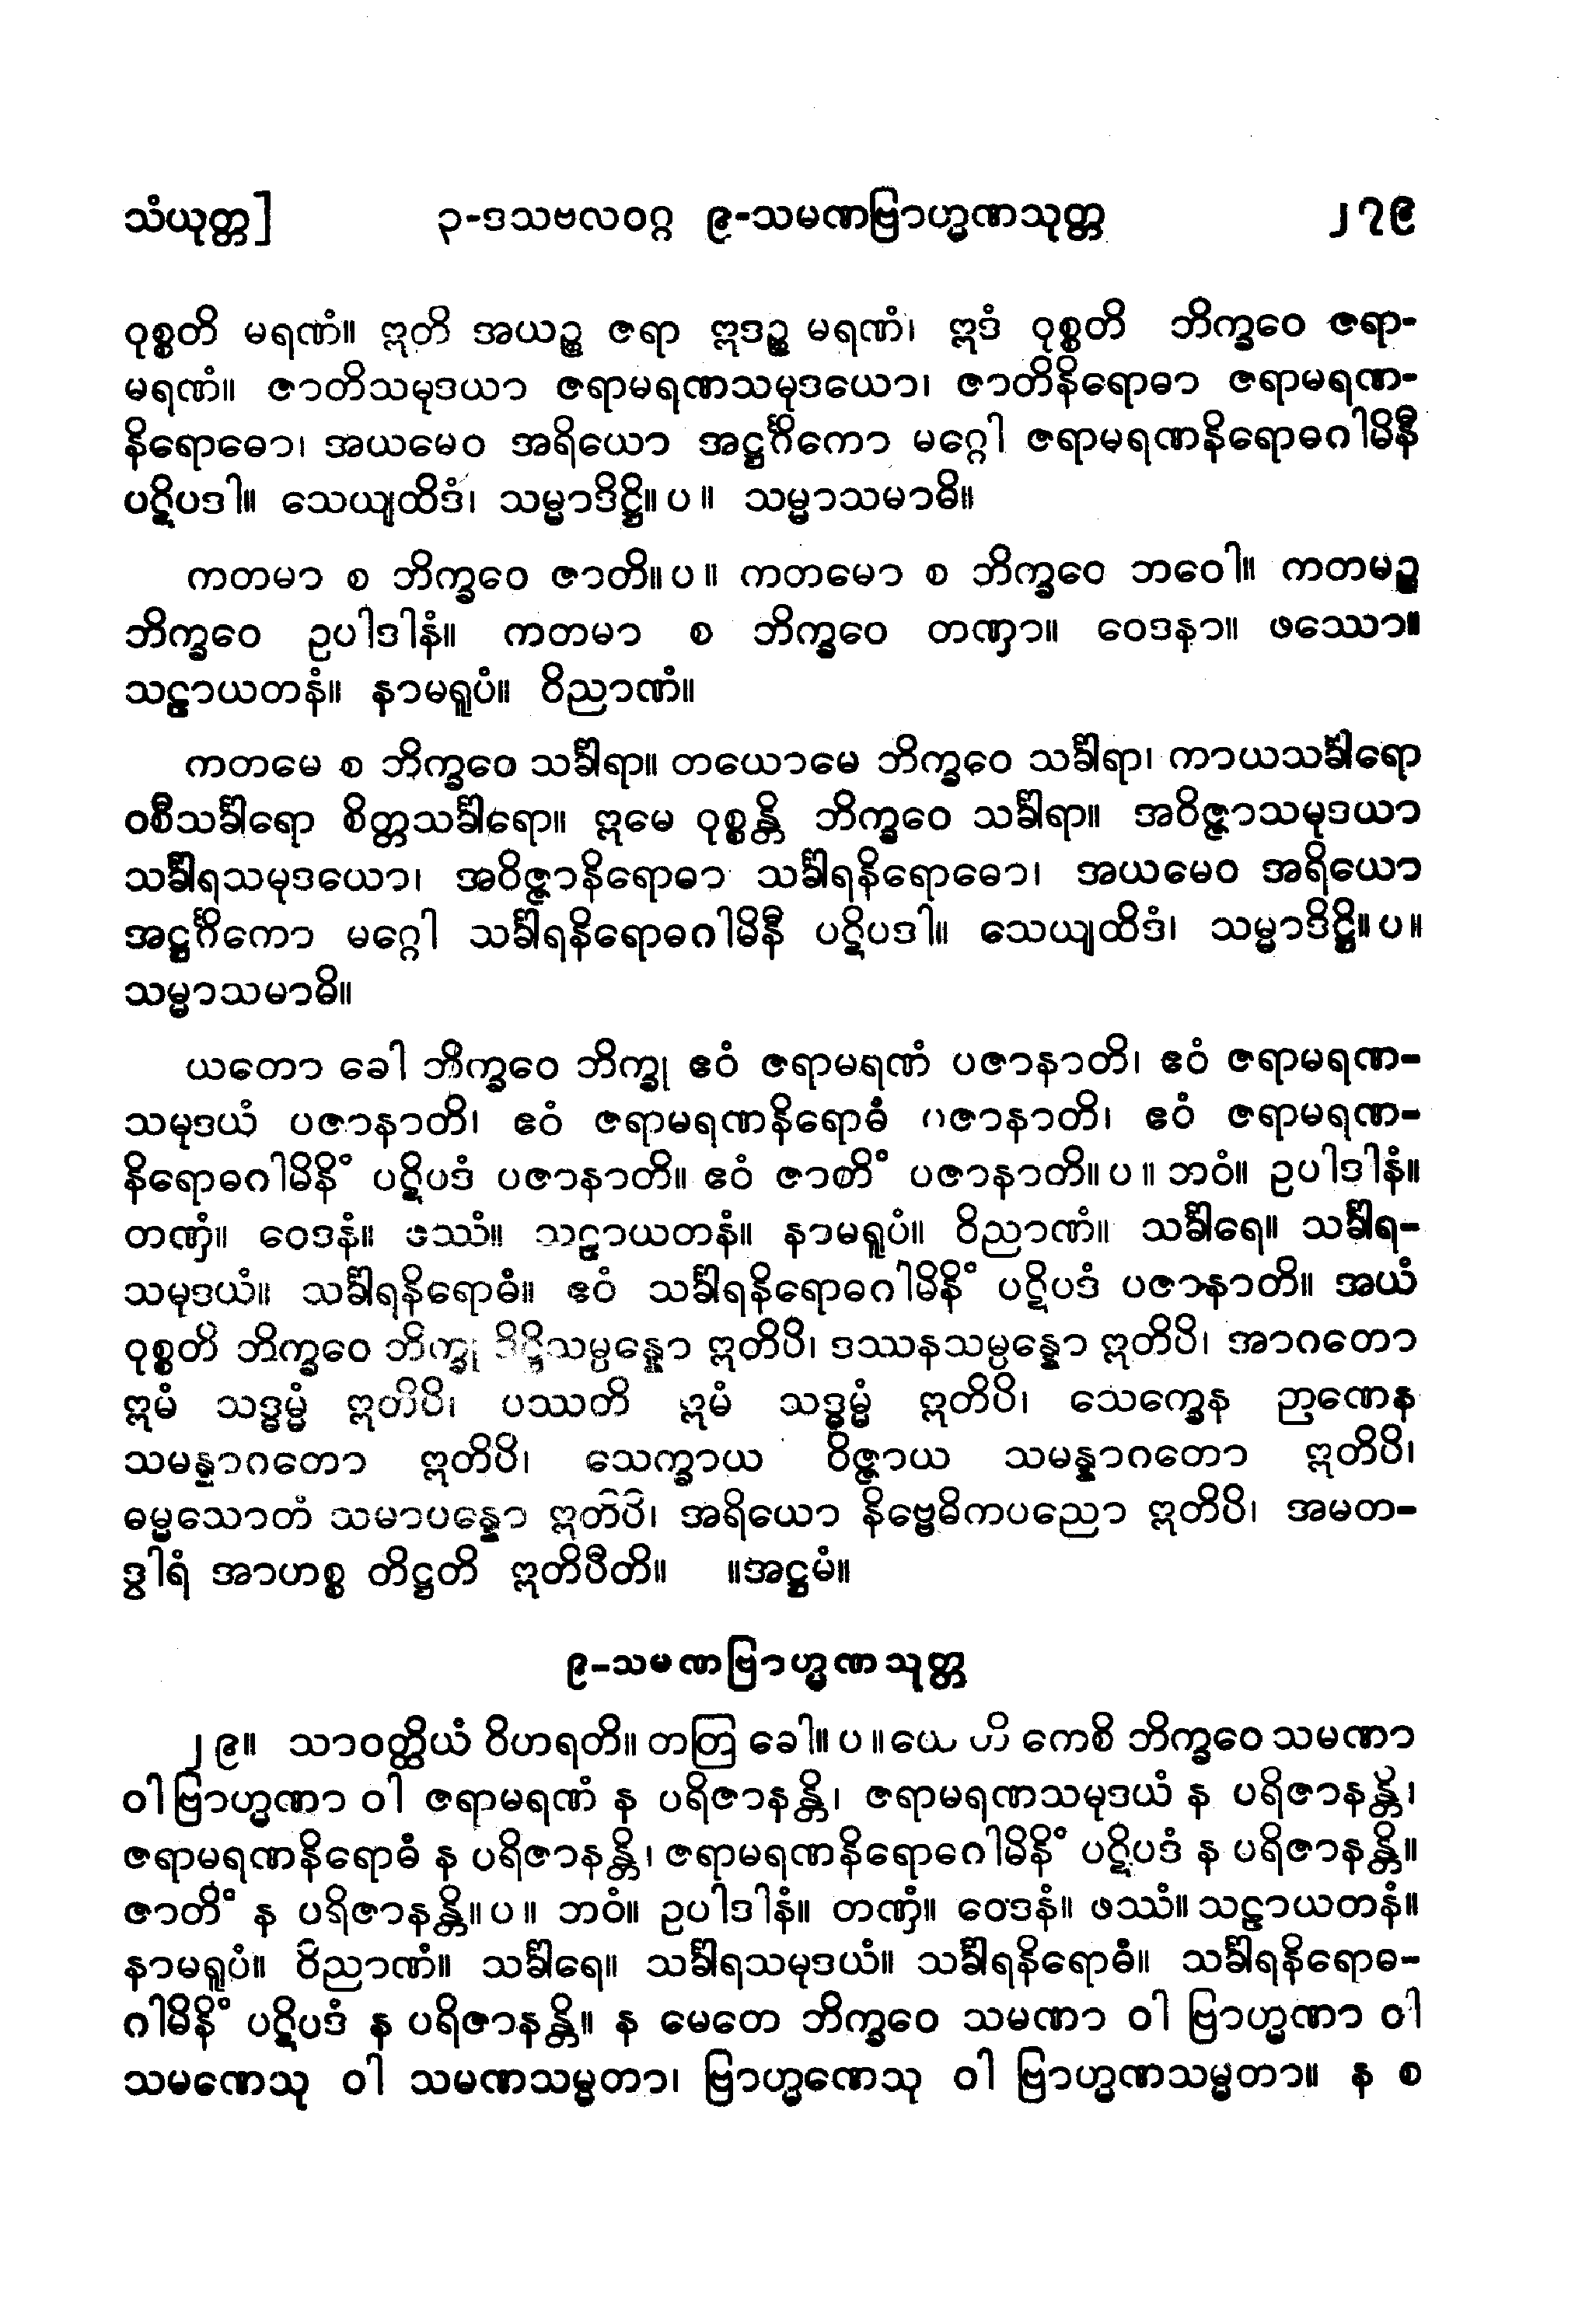 သံယုတ္တ] ၃-ဒသဗလဝဂ္ဂ ၉-သမဏဗြာဟ္မဏသုတ္တ ၂၇၉
ဝုစ္စတိ မရဏံ။ ဣတိ အယဉ္စ ဇရာ ဣဒဉ္စ မရဏံ၊ ဣဒံ ဝုစ္စတိ ဘိက္ခဝေ ဇရာ-
မရဏံ။ ဇာတိသမုဒယာ ဇရာမရဏသမုဒယော၊ ဇာတိနိရောဓာ ဇရာမရဏ-
နိရောဓော၊ အယမေဝ အရိယော အဋ္ဌင်္ဂိကော မဂ္ဂေါ ဇရာမရဏနိရောဓဂါမိနီ
ပဋိပဒါ။ သေယျထိဒံ၊ သမ္မာဒိဋ္ဌိ။ပ။ သမ္မာသမာဓိ။
ကတမာ စ ဘိက္ခဝေ ဇာတိ။ပ။ ကတမော စ ဘိက္ခဝေ ဘဝေါ။ ကတမဉ္စ
ဘိက္ခဝေ ဥပါဒါနံ။ ကတမာ စ ဘိက္ခဝေ တဏှာ။ ဝေဒနာ။ ဖဿော။
သဠာယတနံ။ နာမရူပံ။ ဝိညာဏံ။
ကတမေ စ ဘိက္ခဝေ သင်္ခါရာ။ တယောမေ ဘိက္ခဝေ သင်္ခါရာ၊ ကာယသင်္ခါရော
ဝစီသင်္ခါရော စိတ္တသင်္ခါရော။ ဣမေ ဝုစ္စန္တိ ဘိက္ခဝေ သင်္ခါရာ။ အဝိဇ္ဇာသမုဒယာ
သင်္ခါရသမုဒယော၊ အဝိဇ္ဇာနိရောဓာ သင်္ခါရနိရောဓော၊ အယမေဝ အရိယော
အဋ္ဌင်္ဂိကော မဂ္ဂေါ သင်္ခါရနိရောဓဂါမိနီ ပဋိပဒါ။ သေယျထိဒံ၊ သမ္မာဒိဋ္ဌိ။ပ။
သမ္မာသမာဓိ။
ယတော ခေါ ဘိက္ခဝေ ဘိက္ခု ဧဝံ ဇရာမရဏံ ပဇာနာတိ၊ ဧဝံ ဇရာမရဏ-
သမုဒယံ ပဇာနာတိ၊ ဧဝံ ဇရာမရဏနိရောဓံ ပဇာနာတိ၊ ဧဝံ ဇရာမရဏ-
နိရောဓဂါမိနိံ ပဋိပဒံ ပဇာနာတိ။ ဧဝံ ဇာတိံ ပဇာနာတိ။ပ။ ဘဝံ။ ဥပါဒါနံ။
တဏှံ။ ဝေဒနံ။ ဖဿံ။ သဠာယတနံ။ နာမရူပံ။ ဝိညာဏံ။ သင်္ခါရေ။ သင်္ခါရ-
သမုဒယံ။ သင်္ခါရနိရောဓံ။ ဧဝံ သင်္ခါရနိရောဓဂါမိနိံ ပဋိပဒံ ပဇာနာတိ။ အယံ
ဝုစ္စတိ ဘိက္ခဝေ ဘိက္ခု ဒိဋ္ဌိသမ္ပန္နော ဣတိပိ၊ ဒဿနသမ္ပန္နော ဣတိပိ၊ အာဂတော
ဣမံ သဒ္ဓမ္မံ ဣတိပိ၊ ပဿတိ ဣမံ သဒ္ဓမ္မံ ဣတိပိ၊ သေက္ခေန ဉာဏေန
သမန္နာဂတော ဣတိပိ၊ သေက္ခာယ ဝိဇ္ဇာယ သမန္နာဂတော ဣတိပိ၊
ဓမ္မသောတံ သမာပန္နော ဣတိပိ၊ အရိယော နိဗ္ဗေဓိကပညော ဣတိပိ၊ အမတ-
ဒွါရံ အာဟစ္စ တိဋ္ဌတိ ဣတိပီတိ။ ။အဋ္ဌမံ။
၉-သမဏဗြာဟ္မဏသုတ္တ
၂၉။ သာဝတ္ထိယံ ဝိဟရတိ။ တတြ ခေါ။ပ။ယေ ဟိ ကေစိ ဘိက္ခဝေ သမဏာ
ဝါ ဗြာဟ္မဏာ ဝါ ဇရာမရဏံ န ပရိဇာနန္တိ၊ ဇရာမရဏသမုဒယံ န ပရိဇာနန္တိ၊
ဇရာမရဏနိရောဓံ န ပရိဇာနန္တိ၊ ဇရာမရဏနိရောဂေါမိနိံ ပဋိပဒံ န ပရိဇာနန္တိ။
ဇာတိံ န ပရိဇာနန္တိ။ပ။ ဘဝံ။ ဥပါဒါနံ။ တဏှံ။ ဝေဒနံ။ ဖဿံ။ သဠာယတနံ။
နာမရူပံ။ ဝိညာဏံ။ သင်္ခါရေ။ သင်္ခါရသမုဒယံ။ သင်္ခါရနိရောဓံ။ သင်္ခါရနိရောဓ-
ဂါမိနိံ ပဋိပဒံ န ပရိဇာနန္တိ။ န မေတေ ဘိက္ခဝေ သမဏာ ဝါ ဗြာဟ္မဏာ ဝါ
သမဏေသု ဝါ သမဏသမ္မတာ၊ ဗြာဟ္မဏေသု ဝါ ဗြာဟ္မဏသမ္မတာ။ န စ